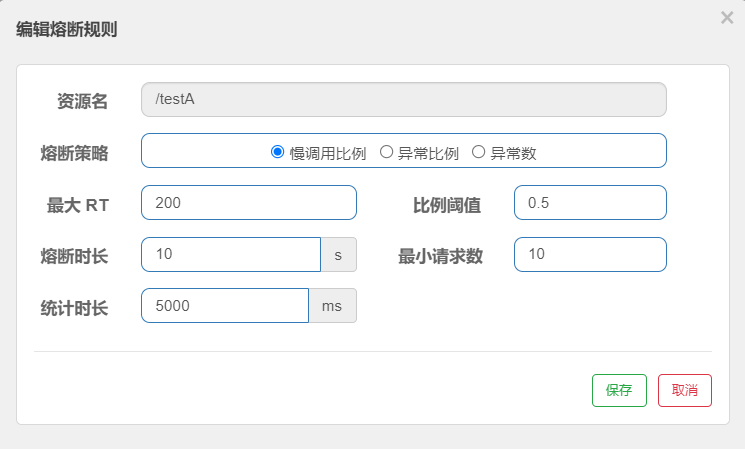 编辑熔断规则
×
资源名 /testA
熔断策略 慢调用比例 异常比例 异常数
最大 RT 200 比例阈值 0.5
熔断时长 10 s 最小请求数 10
统计时长 5000 ms
保存 取消